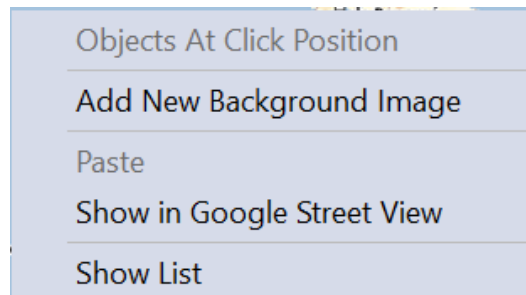 Objects At Click Position
Add New Background Image
Paste
Show in Google Street View
Show List